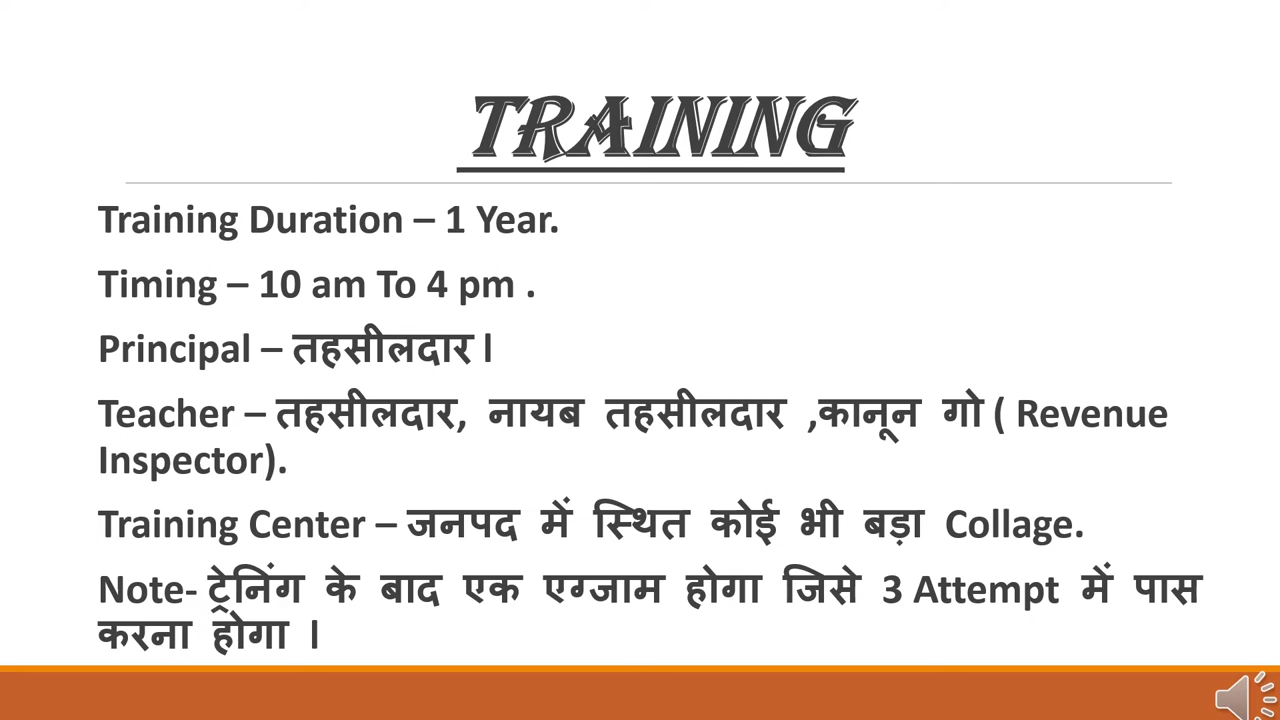 TRAINING
Training Duration – 1 Year.
Timing – 10 am To 4 pm .
Principal – तहसीलदार l
Teacher – तहसीलदार, नायब तहसीलदार ,कानून गो ( Revenue
Inspector).
Training Center – जनपद में स्थित कोई भी बड़ा Collage.
Note- ट्रेनिंग के बाद एक एग्जाम होगा जिसे 3 Attempt में पास
करना होगा l